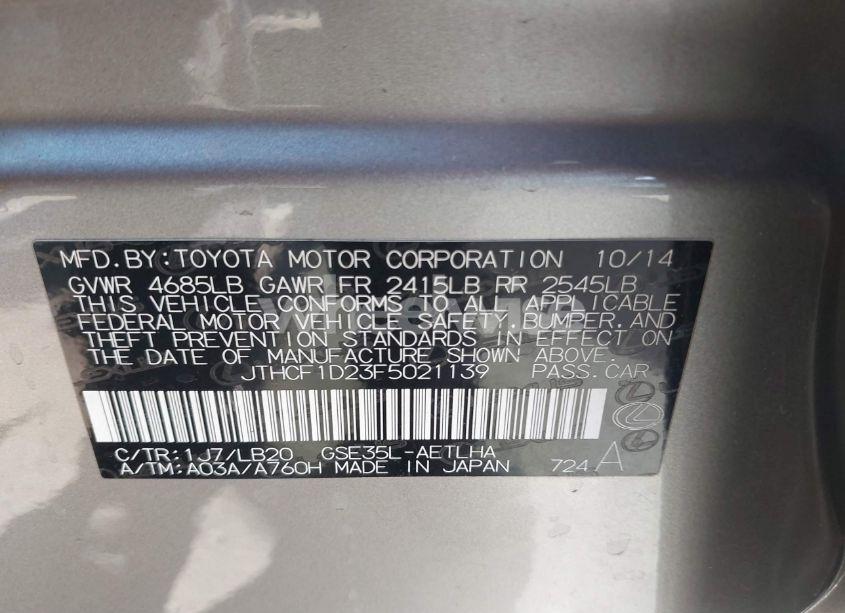 MFD.BY:TOYOTA MOTOR CORPORATION 10/14
GVWR 4685LB GAWR FR 2415LB RR 2545LB
THIS VEHICLE CONFORMS TO ALL APPLICABLE
FEDERAL MOTOR VEHICLE SAFETY,BUMPER,AND
THEFT PREVENTION STANDARDS IN EFFECT ON
THE DATE OF MANUFACTURE SHOWN ABOVE.
JTHCF1D23F5021139 PASS.CAR
C/TR:1J7/LB20 GSE35L-AETLHA
A/TM:A03A/A760H MADE IN JAPAN 724 A